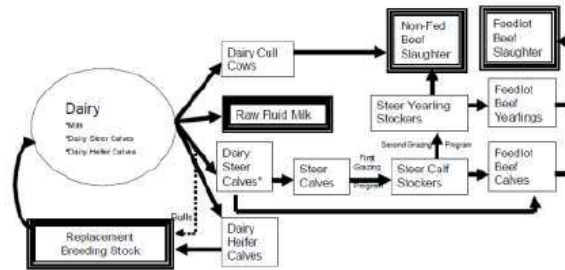 Non-Fed
Beef
Slaughter
Feedlot
Beef
Slaughter
Dairy Cull
Cows
Dairy
*Milk
*Dairy Steer Calves
*Dairy Heifer Calves
Raw Fluid Milk
Steer Yearling
Stockers
Feedlot
Beef
Yearlings
Second Grazing Program
Dairy
Steer
Calves*
Steer
Calves
First
Grazing
Program
Steer Calf
Stockers
Feedlot
Beef
Calves
Bulls
Replacement
Breeding Stock
Dairy
Heifer
Calves